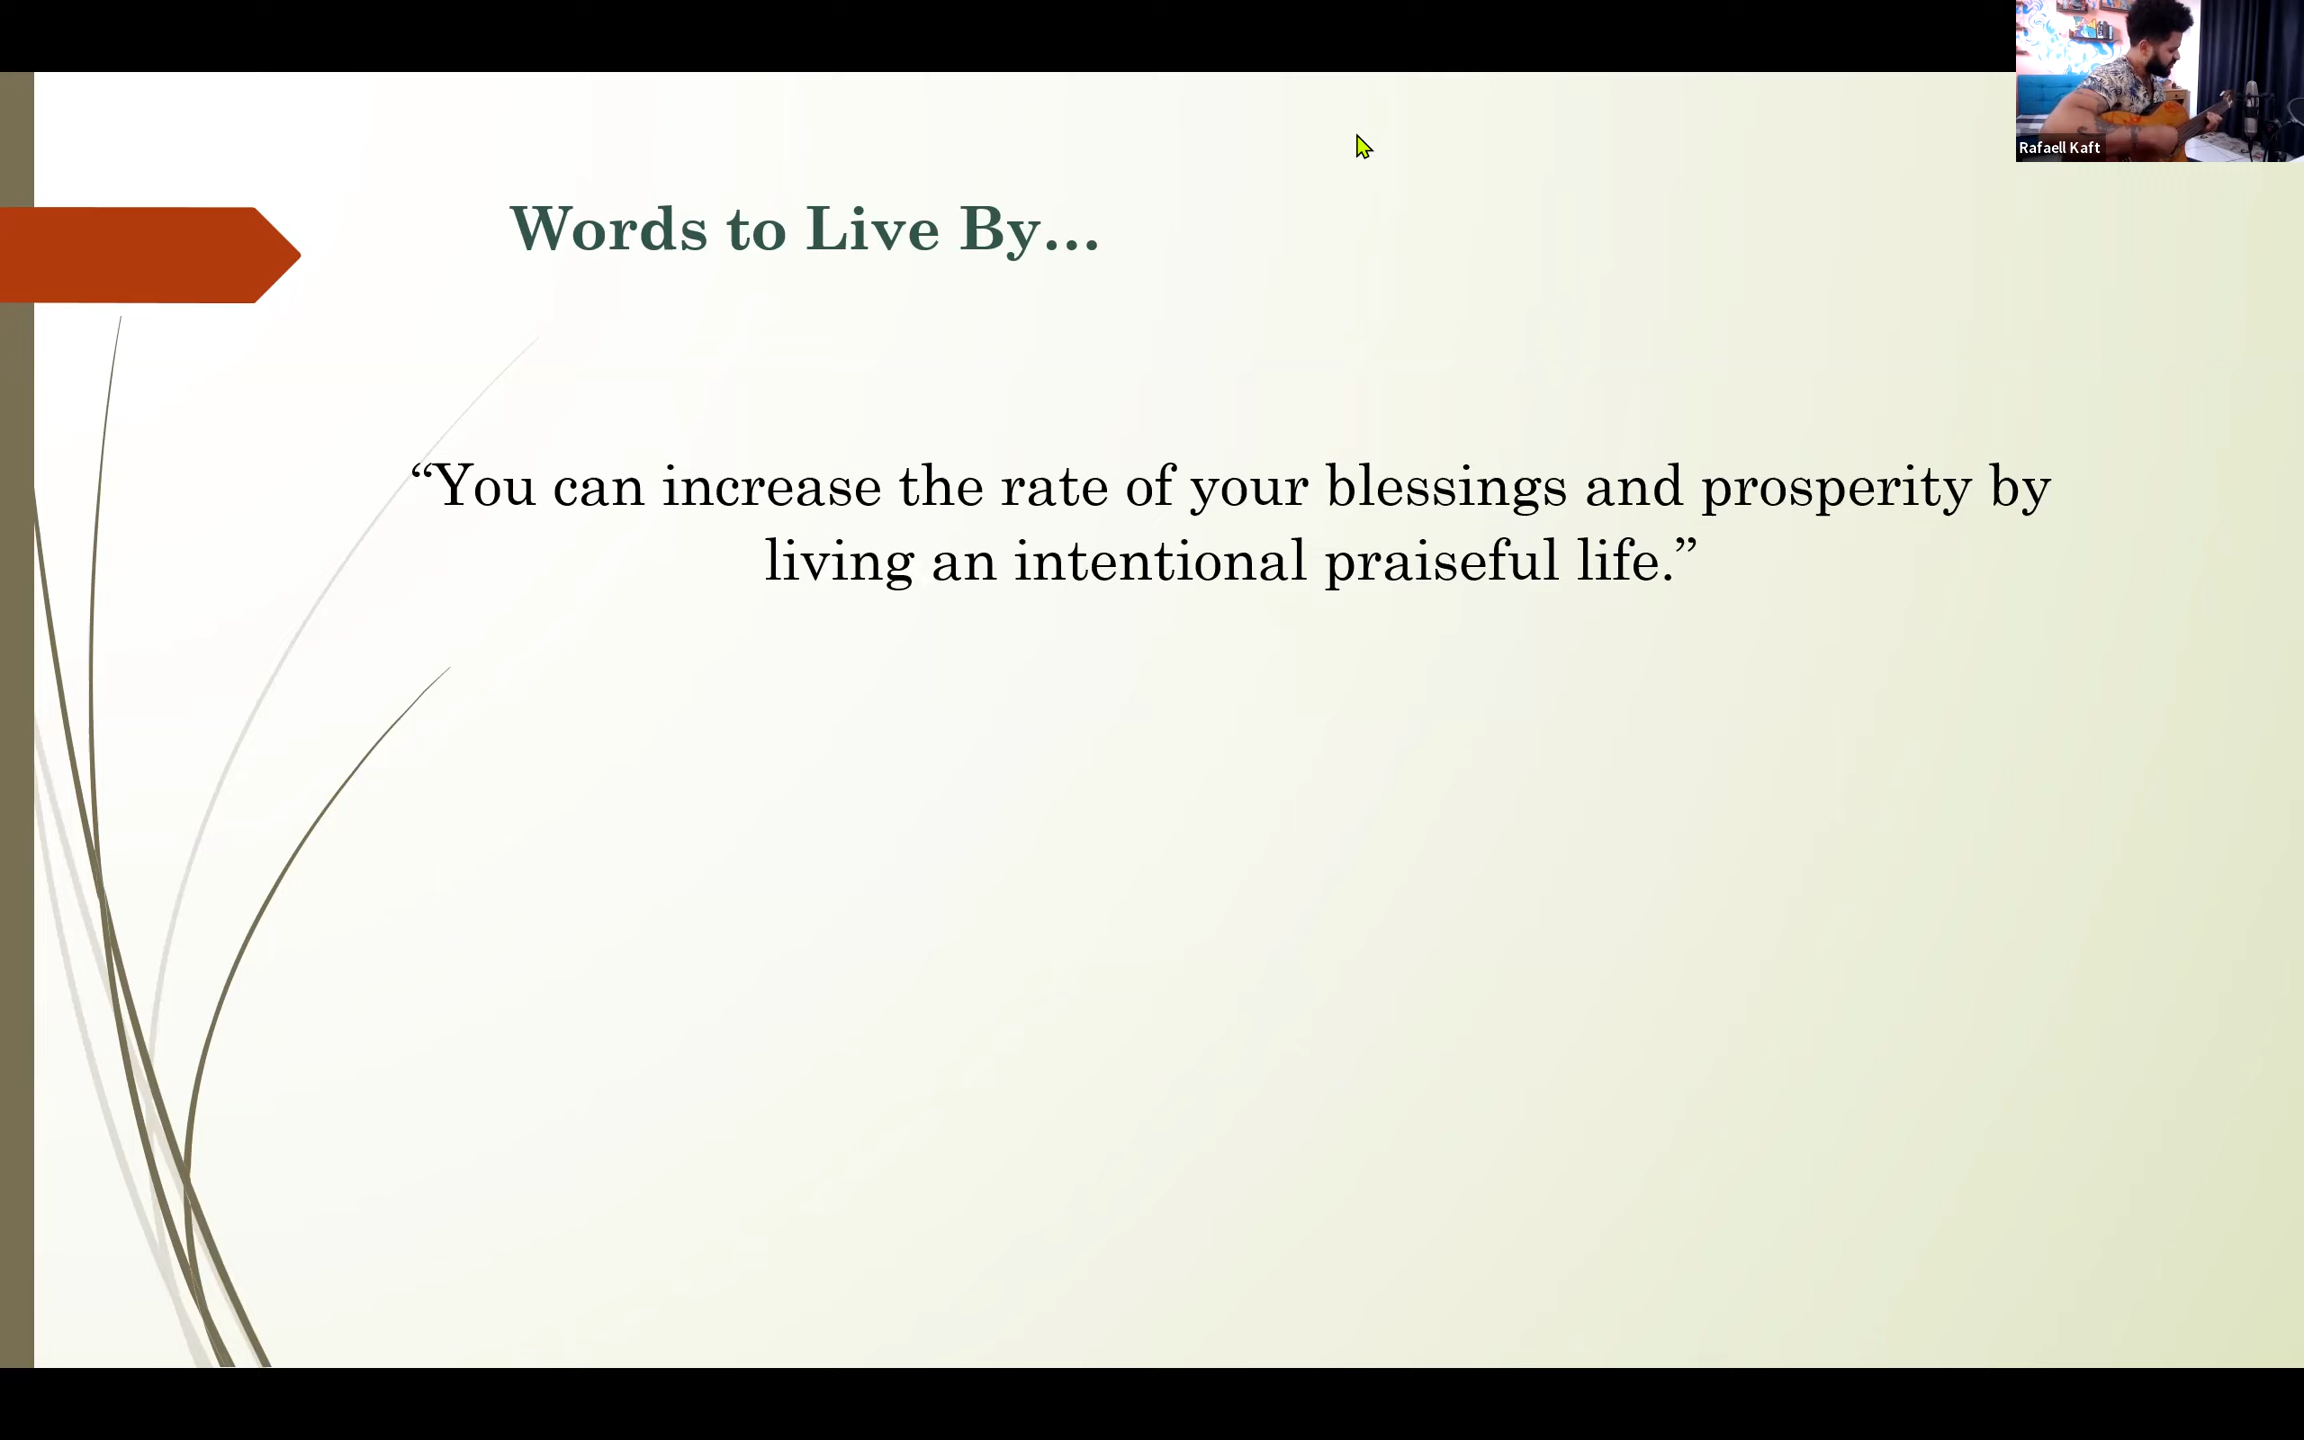 Rafaell Kaft
Words to Live By...
“You can increase the rate of your blessings and prosperity by
living an intentional praiseful life.”